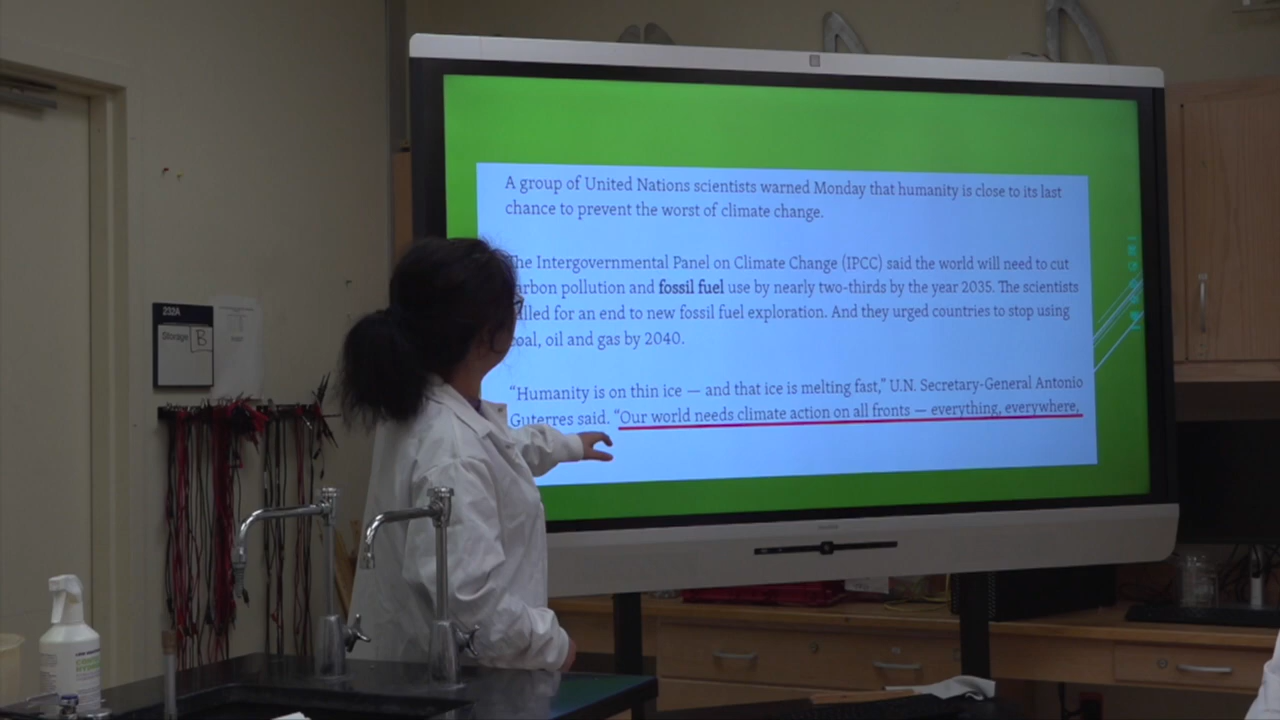 A group of United Nations scientists warned Monday that humanity is close to its last
chance to prevent the worst of climate change.
The Intergovernmental Panel on Climate Change (IPCC) said the world will need to cut
carbon pollution and fossil fuel use by nearly two-thirds by the year 2035. The scientists
called for an end to new fossil fuel exploration. And they urged countries to stop using
coal, oil and gas by 2040.
“Humanity is on thin ice — and that ice is melting fast,” U.N. Secretary-General Antonio
Guterres said. “Our world needs climate action on all fronts — everything, everywhere,
232A
Storage B